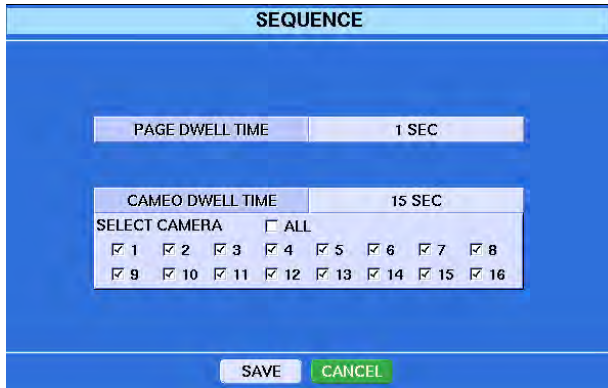 SEQUENCE
PAGE DWELL TIME 1 SEC
CAMEO DWELL TIME 15 SEC
SELECT CAMERA ALL
1 2 3 4 5 6 7 8
9 10 11 12 13 14 15 16
SAVE CANCEL